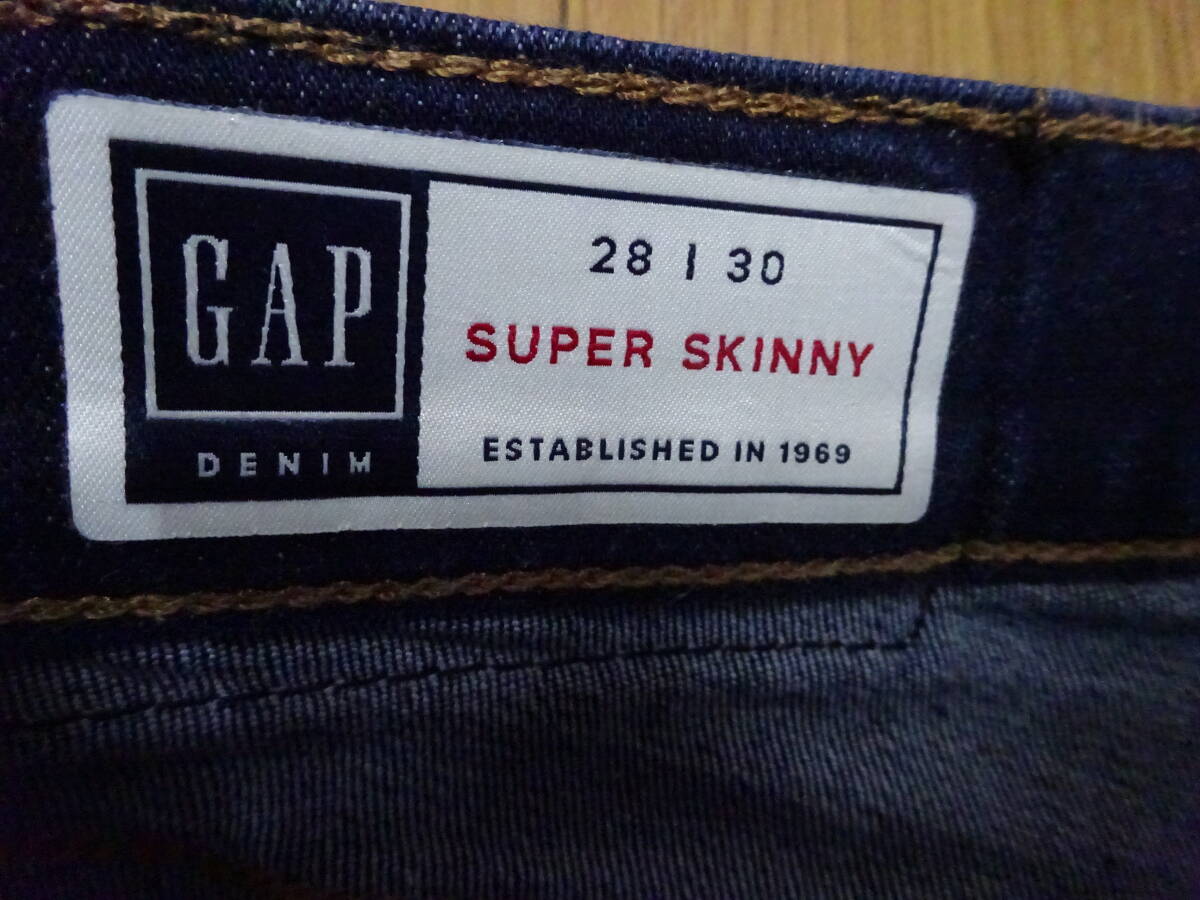 GAP
DENIM
28 | 30
SUPER SKINNY
ESTABLISHED IN 1969